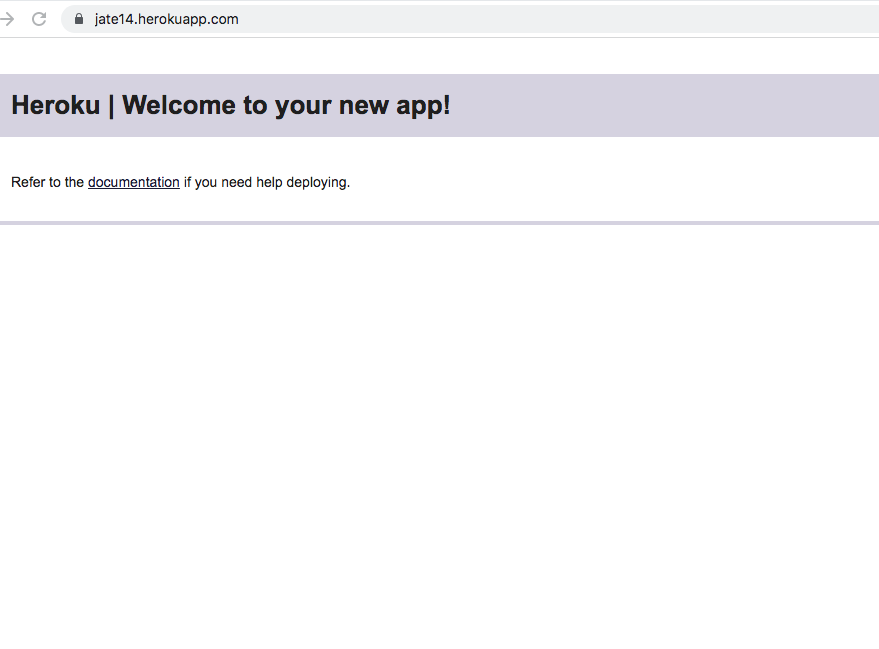 jate14.herokuapp.com
Heroku | Welcome to your new app!
Refer to the documentation if you need help deploying.